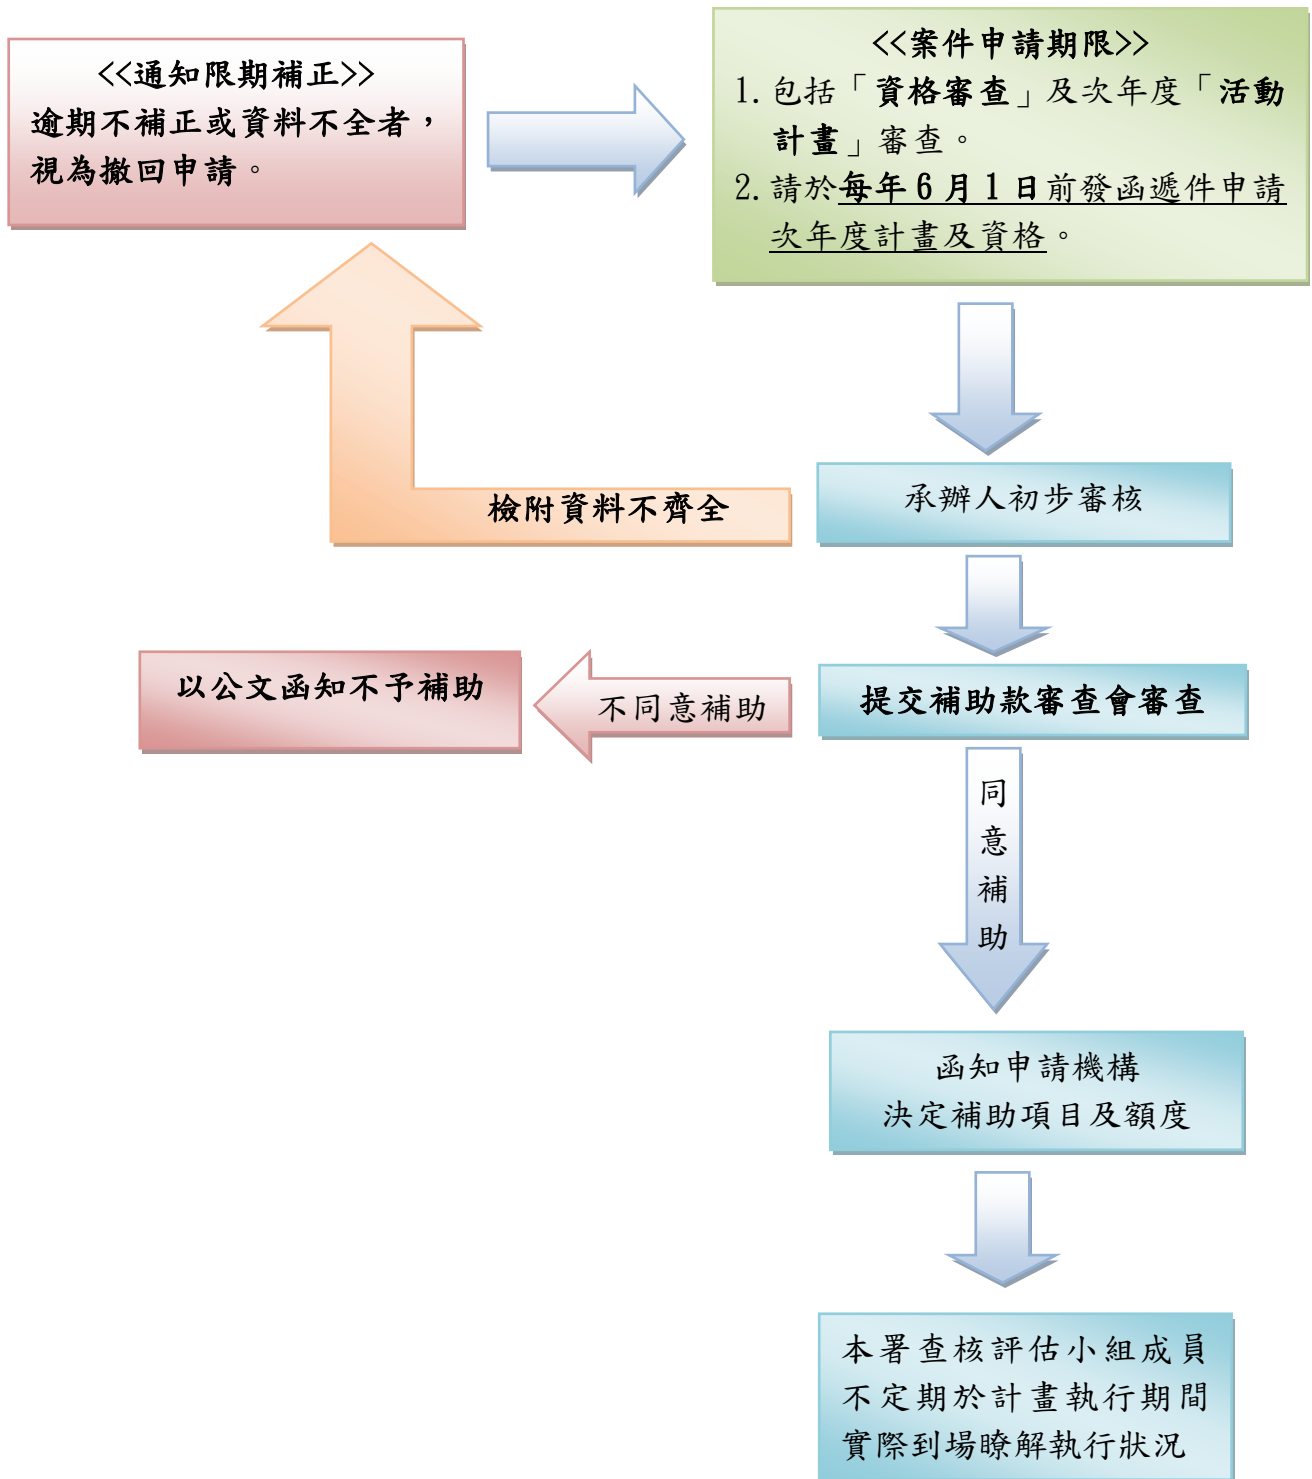 <<通知限期補正>>
逾期不補正或資料不全者，
視為撤回申請。
<<案件申請期限>>
1.包括「資格審查」及次年度「活動
計畫」審查。
2.請於每年6月1日前發函遞件申請
次年度計畫及資格。
承辦人初步審核
檢附資料不齊全
提交補助款審查會審查
不同意補助
以公文函知不予補助
同
意
補
助
函知申請機構
決定補助項目及額度
本署查核評估小組成員
不定期於計畫執行期間
實際到場瞭解執行狀況